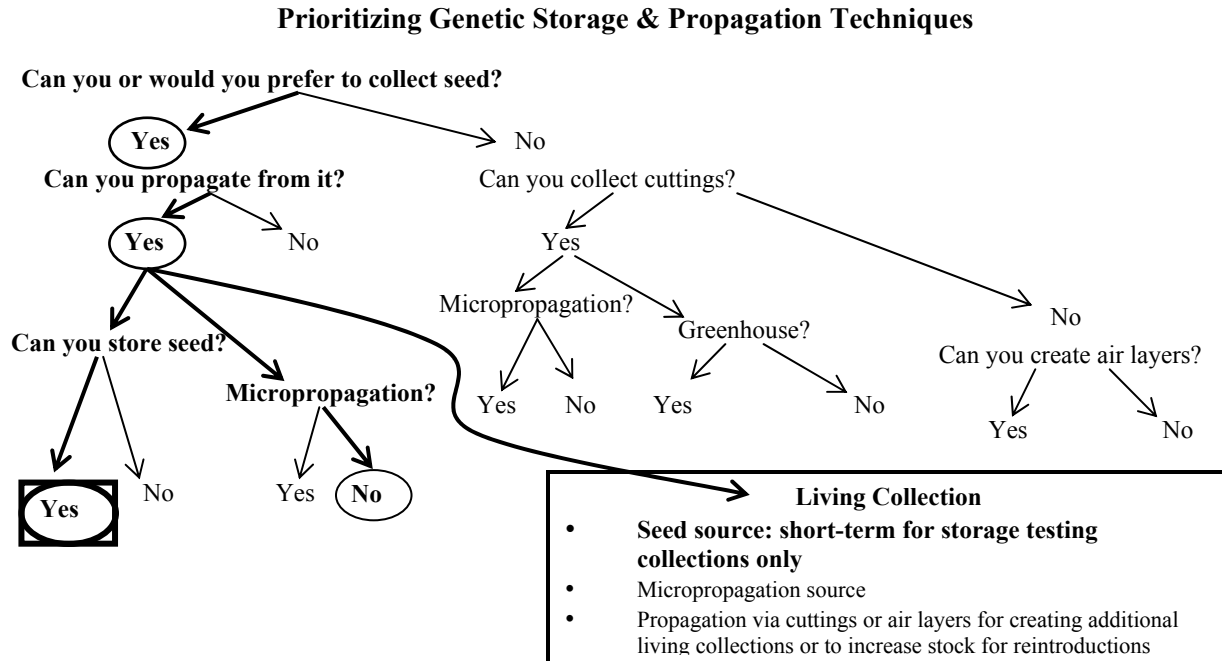 Prioritizing Genetic Storage & Propagation Techniques
Can you or would you prefer to collect seed?
Yes
No
Can you propagate from it?
Can you collect cuttings?
Yes
No
Yes
Micropropagation?
Greenhouse?
No
Can you store seed?
Can you create air layers?
Micropropagation?
Yes
No
Yes
No
Yes
No
Yes
No
Yes
No
Living Collection
• Seed source: short-term for storage testing
collections only
• Micropropagation source
• Propagation via cuttings or air layers for creating additional
living collections or to increase stock for reintroductions